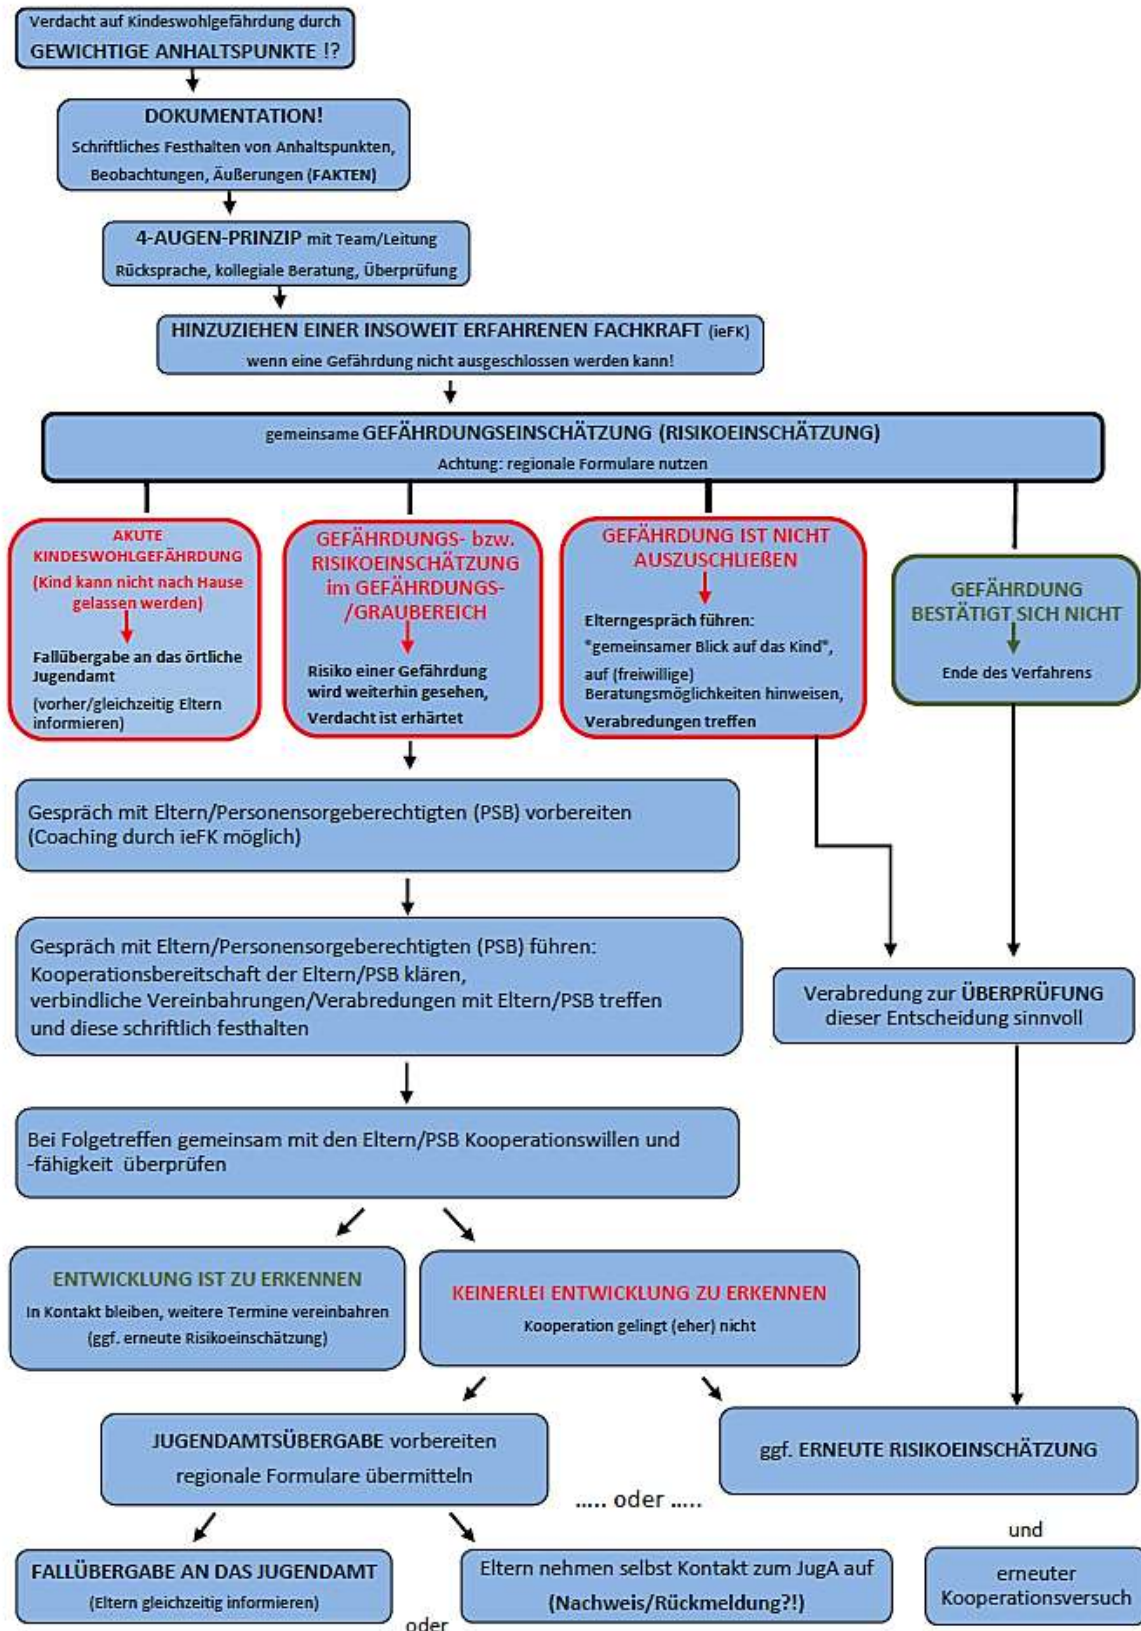 Verdacht auf Kindeswohlgefährdung durch
GEWICHTIGE ANHALTSPUNKTE !?
DOKUMENTATION!
Schriftliches Festhalten von Anhaltspunkten,
Beobachtungen, Äußerungen (FAKTEN)
4-AUGEN-PRINZIP mit Team/Leitung
Rücksprache, kollegiale Beratung, Überprüfung
HINZUZIEHEN EINER INSOWEIT ERFAHRENEN FACHKRAFT (ieFK)
wenn eine Gefährdung nicht ausgeschlossen werden kann!
gemeinsame GEFÄHRDUNGSEINSCHÄTZUNG (RISIKOEINSCHÄTZUNG)
Achtung: regionale Formulare nutzen
AKUTE
KINDESWOHLGEFÄHRDUNG
(Kind kann nicht nach Hause
gelassen werden)
Fallübergabe an das örtliche
Jugendamt
(vorher/gleichzeitig Eltern
informieren)
GEFÄHRDUNGS- bzw.
RISIKOEINSCHÄTZUNG
im GEFÄHRDUNGS-
/GRAUBEREICH
Risiko einer Gefährdung
wird weiterhin gesehen,
Verdacht ist erhärtet
GEFÄHRDUNG IST NICHT
AUSZUSCHLIEßEN
Elterngespräch führen:
"gemeinsamer Blick auf das Kind",
auf (freiwillige)
Beratungsmöglichkeiten hinweisen,
Verabredungen treffen
GEFÄHRDUNG
BESTÄTIGT SICH NICHT
Ende des Verfahrens
Gespräch mit Eltern/Personensorgeberechtigten (PSB) vorbereiten
(Coaching durch ieFK möglich)
Gespräch mit Eltern/Personensorgeberechtigten (PSB) führen:
Kooperationsbereitschaft der Eltern/PSB klären,
verbindliche Vereinbahrungen/Verabredungen mit Eltern/PSB treffen
und diese schriftlich festhalten
Verabredung zur ÜBERPRÜFUNG
dieser Entscheidung sinnvoll
Bei Folgetreffen gemeinsam mit den Eltern/PSB Kooperationswillen und
-fähigkeit überprüfen
ENTWICKLUNG IST ZU ERKENNEN
In Kontakt bleiben, weitere Termine vereinbahren
(ggf. erneute Risikoeinschätzung)
KEINERLEI ENTWICKLUNG ZU ERKENNEN
Kooperation gelingt (eher) nicht
JUGENDAMTSÜBERGABE vorbereiten
regionale Formulare übermitteln
..... oder .....
ggf. ERNEUTE RISIKOEINSCHÄTZUNG
und
FALLÜBERGABE AN DAS JUGENDAMT
(Eltern gleichzeitig informieren)
oder
Eltern nehmen selbst Kontakt zum JugA auf
(Nachweis/Rückmeldung?!)
erneuter
Kooperationsversuch